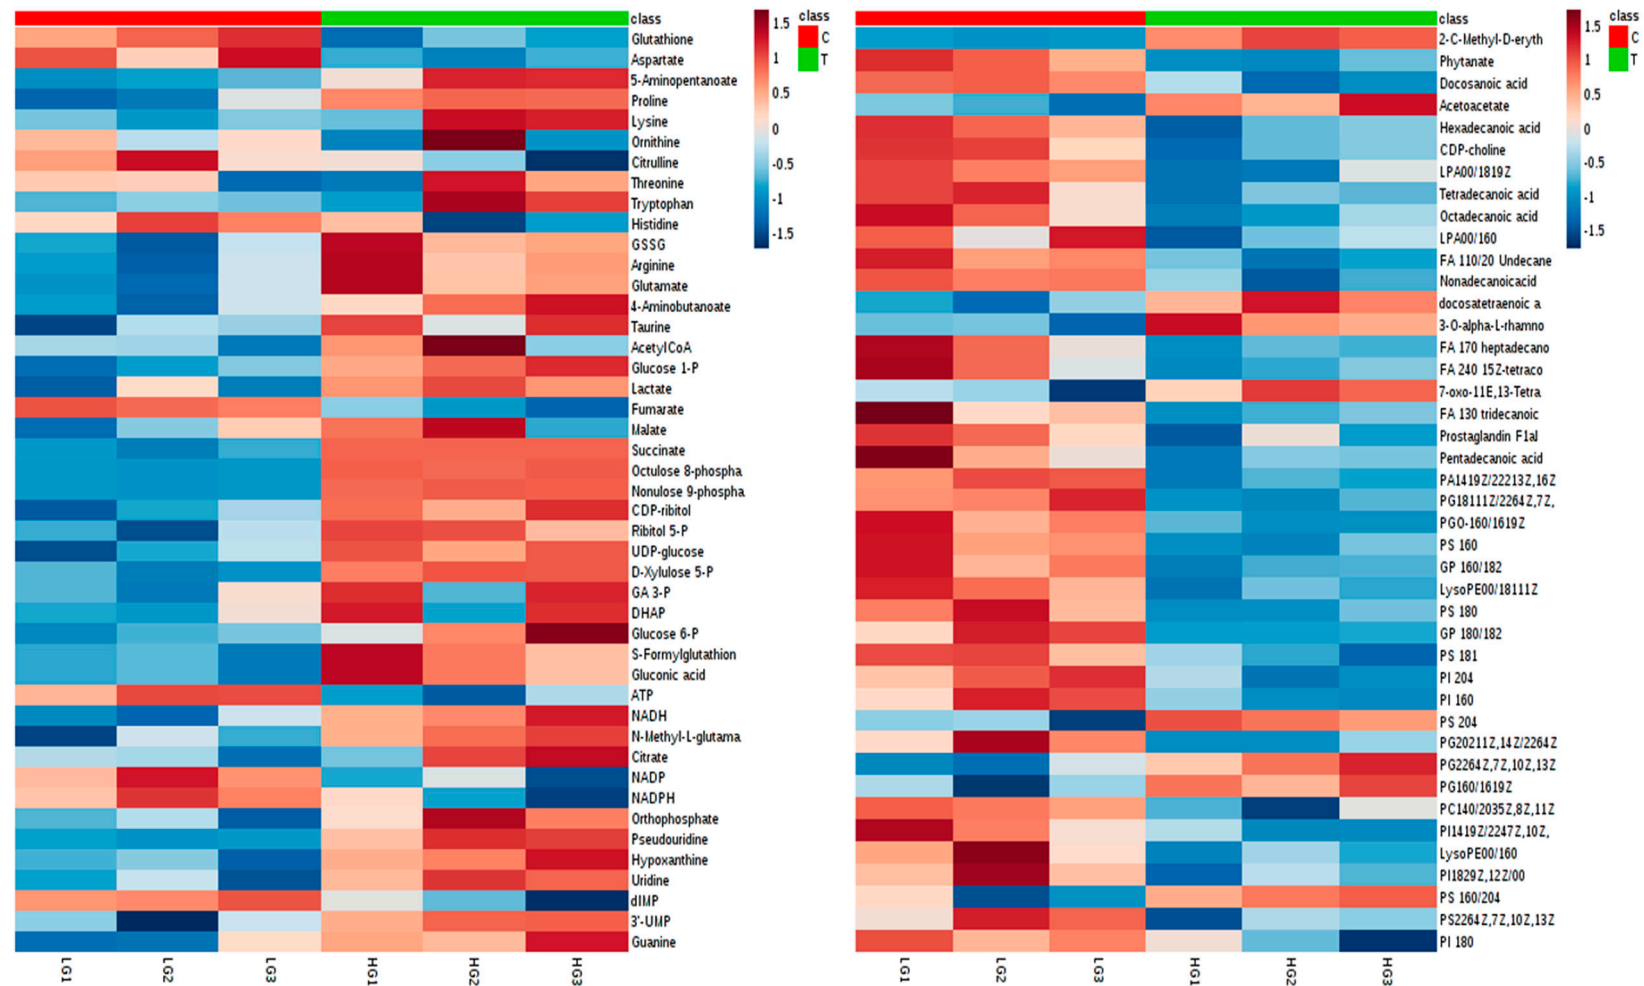 class
Glutathione
Aspartate
5-Aminopentanoate
Proline
Lysine
Ornithine
Citrulline
Threonine
Tryptophan
Histidine
GSSG
Arginine
Glutamate
4-Aminobutanoate
Taurine
AcetylCoA
Glucose 1-P
Lactate
Fumarate
Malate
Succinate
Octulose 8-phospha
Nonulose 9-phospha
CDP-ribitol
Ribitol 5-P
UDP-glucose
D-Xylulose 5-P
GA 3-P
DHAP
Glucose 6-P
S-Formylglutathion
Gluconic acid
ATP
NADH
N-Methyl-L-glutama
Citrate
NADP
NADPH
Orthophosphate
Pseudouridine
Hypoxanthine
Uridine
dIMP
3'-UMP
Guanine
LG1
LG2
LG3
HG1
HG2
HG3
1.5
1
0.5
0
-0.5
-1
-1.5
class
C
T
class
2-C-Methyl-D-eryth
Phytanate
Docosanoic acid
Acetoacetate
Hexadecanoic acid
CDP-choline
LPA00/1819Z
Tetradecanoic acid
Octadecanoic acid
LPA00/160
FA 110/20 Undecane
Nonadecanoicacid
docosatetraenoic a
3-O-alpha-L-rhamno
FA 170 heptadecano
FA 240 15Z-tetraco
7-oxo-11E,13-Tetra
FA 130 tridecanoic
Prostaglandin F1al
Pentadecanoic acid
PA1419Z/22213Z,16Z
PG18111Z/2264Z,7Z,
PGO-160/1619Z
PS 160
GP 160/182
LysoPE00/18111Z
PS 180
GP 180/182
PS 181
PI 204
PI 160
PS 204
PG20211Z,14Z/2264Z
PG2264Z,7Z,10Z,13Z
PG160/1619Z
PC140/2035Z,8Z,11Z
PI1419Z/2247Z,10Z,
LysoPE00/160
PI1829Z,12Z/00
PS 160/204
PS2264Z,7Z,10Z,13Z
PI 180
LG1
LG2
LG3
HG1
HG2
HG3
1.5
1
0.5
0
-0.5
-1
-1.5
class
C
T